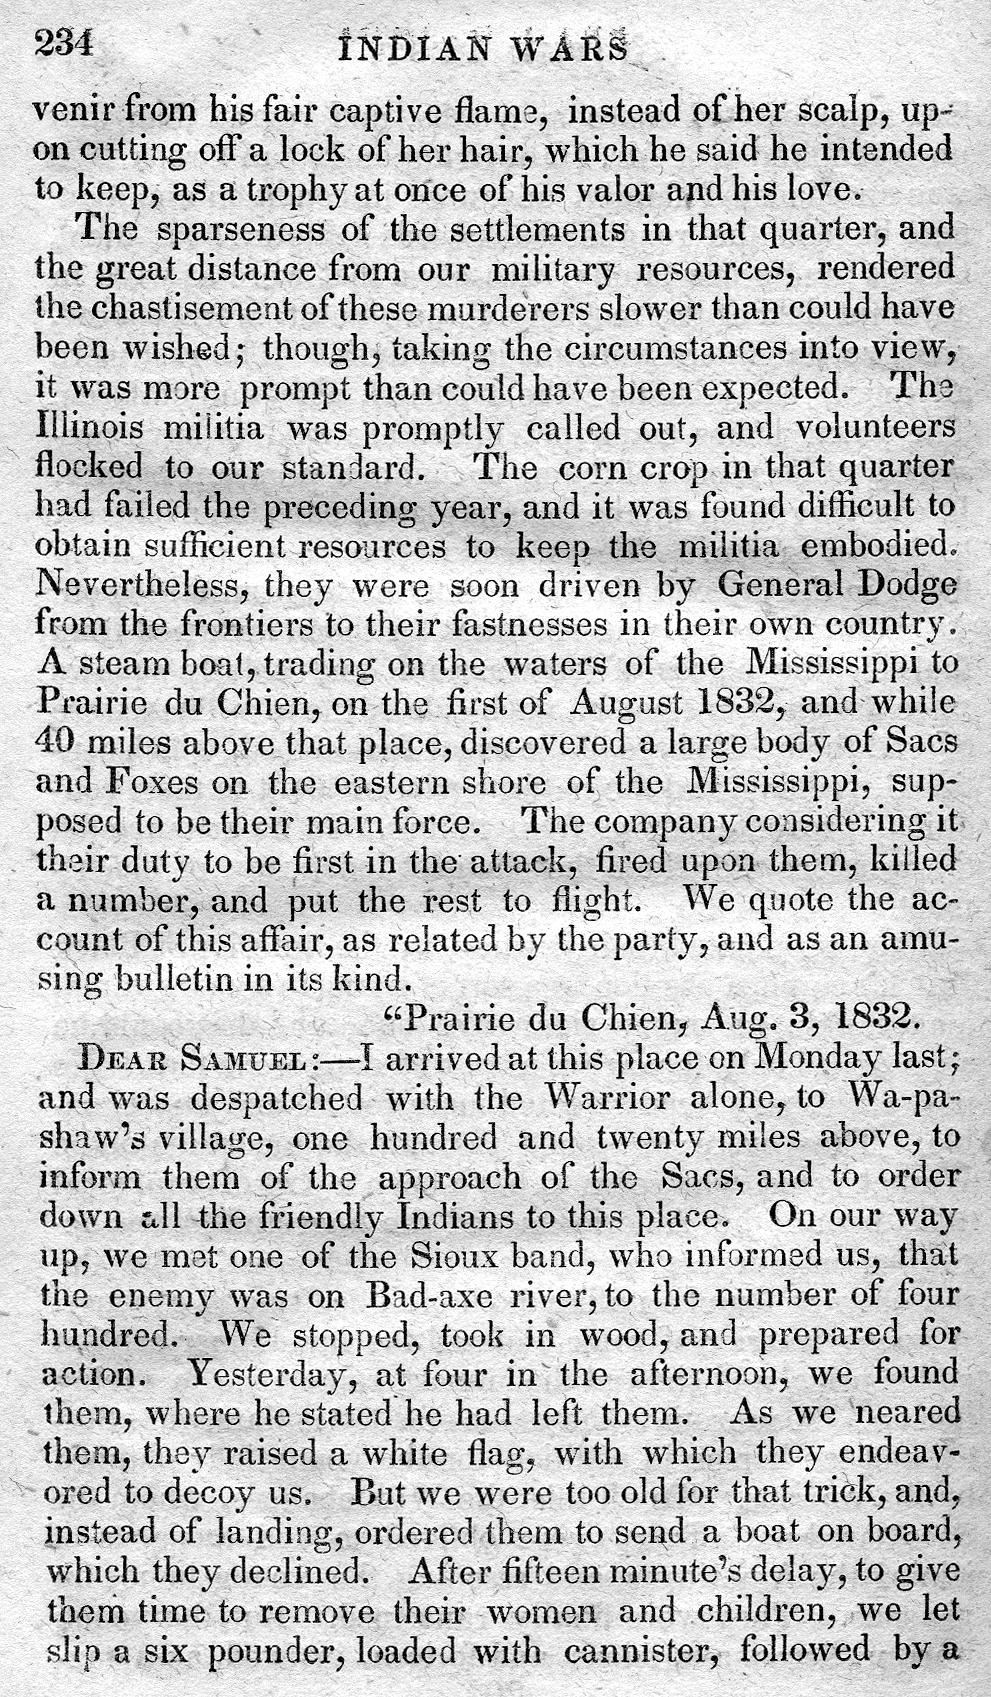 234 INDIAN WARS
venir from his fair captive flame, instead of her scalp, up-
on cutting off a lock of her hair, which he said he intended
to keep, as a trophy at once of his valor and his love.
The sparseness of the settlements in that quarter, and
the great distance from our military resources, rendered
the chastisement of these murderers slower than could have
been wished; though, taking the circumstances into view,
it was more prompt than could have been expected. The
Illinois militia was promptly called out, and volunteers
flocked to our standard. The corn crop in that quarter
had failed the preceding year, and it was found difficult to
obtain sufficient resources to keep the militia embodied.
Nevertheless, they were soon driven by General Dodge
from the frontiers to their fastnesses in their own country.
A steam boat, trading on the waters of the Mississippi to
Prairie du Chien, on the first of August 1832, and while
40 miles above that place, discovered a large body of Sacs
and Foxes on the eastern shore of the Mississippi, sup-
posed to be their main force. The company considering it
their duty to be first in the attack, fired upon them, killed
a number, and put the rest to flight. We quote the ac-
count of this affair, as related by the party, and as an amu-
sing bulletin in its kind.
“Prairie du Chien, Aug. 3, 1832.
DEAR SAMUEL:—I arrived at this place on Monday last;
and was despatched with the Warrior alone, to Wa-pa-
shaw’s village, one hundred and twenty miles above, to
inform them of the approach of the Sacs, and to order
down all the friendly Indians to this place. On our way
up, we met one of the Sioux band, who informed us, that
the enemy was on Bad-axe river, to the number of four
hundred. We stopped, took in wood, and prepared for
action. Yesterday, at four in the afternoon, we found
them, where he stated he had left them. As we neared
them, they raised a white flag, with which they endeav-
ored to decoy us. But we were too old for that trick, and,
instead of landing, ordered them to send a boat on board,
which they declined. After fifteen minute’s delay, to give
them time to remove their women and children, we let
slip a six pounder, loaded with cannister, followed by a